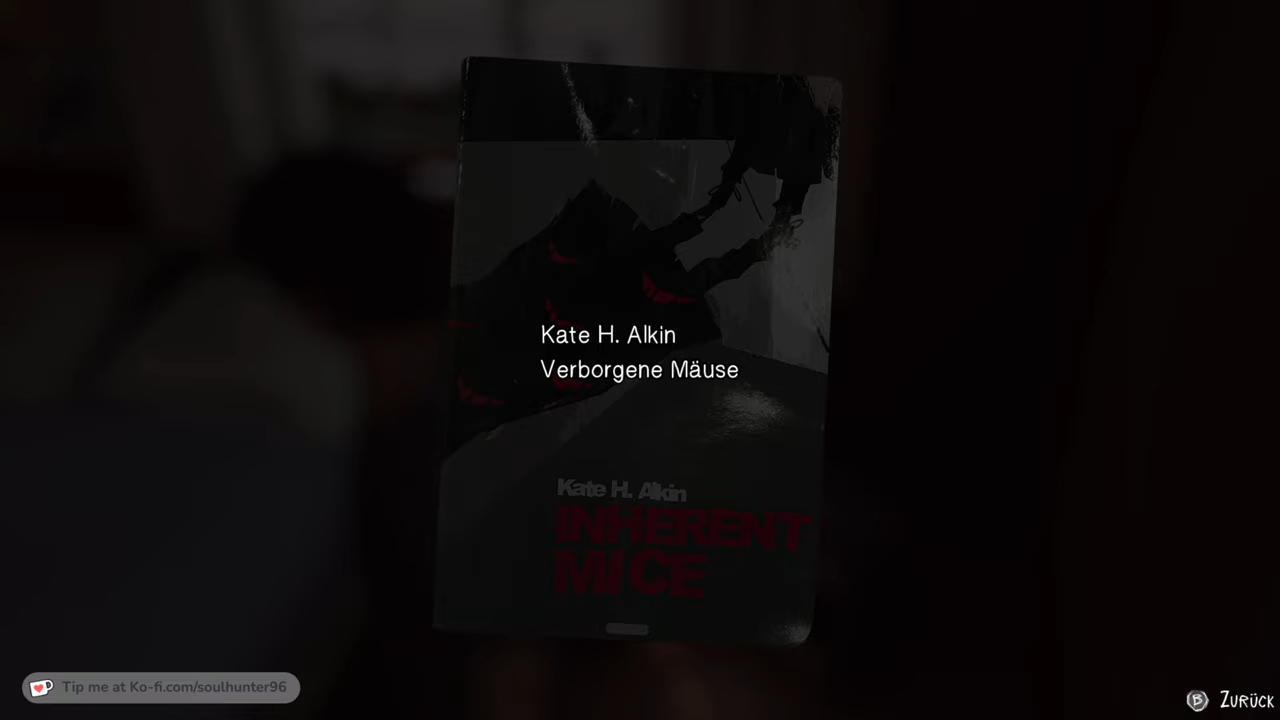 Kate H. Alkin
Verborgene Mäuse
Kate H. Alkin
INHERENT
MICE
Tip me at Ko-fi.com/soulhunter96
B ZURÜCK